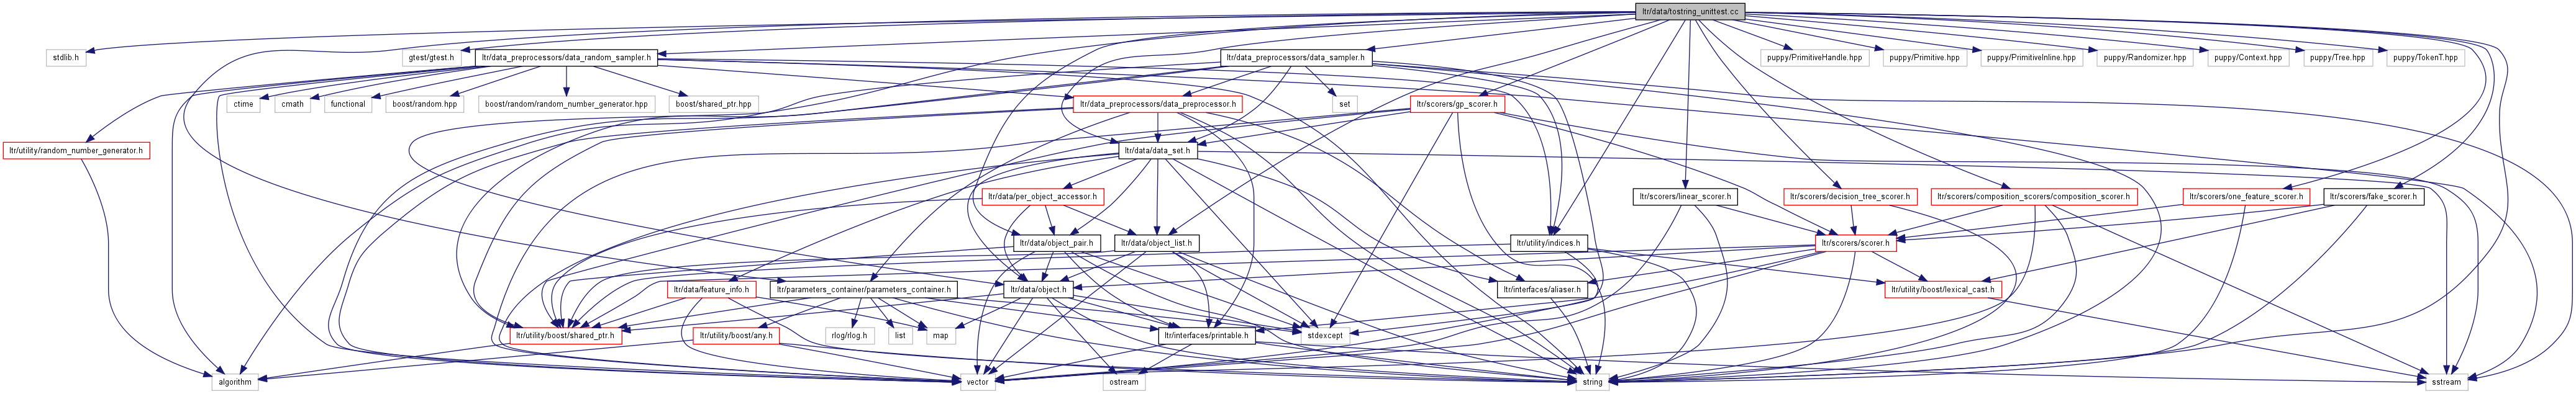 ltr/data/tostring_unittest.cc
stdlib.h
gtest/gtest.h
ltr/data_preprocessors/data_random_sampler.h
ltr/data_preprocessors/data_sampler.h
puppy/PrimitiveHandle.hpp
puppy/Primitive.hpp
puppy/PrimitiveInline.hpp
puppy/Randomizer.hpp
puppy/Context.hpp
puppy/Tree.hpp
puppy/TokenT.hpp
ctime
cmath
functional
boost/random.hpp
boost/random/random_number_generator.hpp
boost/shared_ptr.hpp
ltr/data_preprocessors/data_preprocessor.h
set
ltr/scorers/gp_scorer.h
ltr/utility/random_number_generator.h
ltr/data/data_set.h
ltr/data/per_object_accessor.h
ltr/scorers/linear_scorer.h
ltr/scorers/decision_tree_scorer.h
ltr/scorers/composition_scorers/composition_scorer.h
ltr/scorers/one_feature_scorer.h
ltr/scorers/fake_scorer.h
ltr/data/object_pair.h
ltr/data/object_list.h
ltr/utility/indices.h
ltr/scorers/scorer.h
ltr/data/feature_info.h
ltr/parameters_container/parameters_container.h
ltr/data/object.h
ltr/interfaces/aliaser.h
ltr/utility/boost/lexical_cast.h
ltr/utility/boost/shared_ptr.h
ltr/utility/boost/any.h
rlog/rlog.h
list
map
ltr/interfaces/printable.h
stdexcept
algorithm
vector
ostream
string
sstream